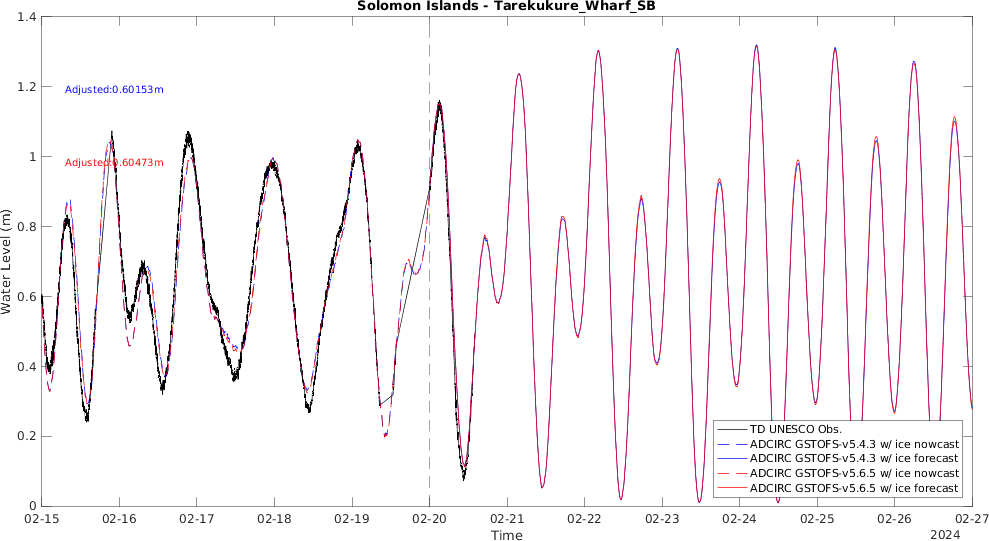 Solomon Islands - Tarekukure_Wharf_SB
1.4
1.2
1
0.8
0.6
0.4
0.2
0
Water Level (m)
Adjusted:0.60153m
Adjusted:0.60473m
TD UNESCO Obs.
ADCIRC GSTOFS-v5.4.3 w/ ice nowcast
ADCIRC GSTOFS-v5.4.3 w/ ice forecast
ADCIRC GSTOFS-v5.6.5 w/ ice nowcast
ADCIRC GSTOFS-v5.6.5 w/ ice forecast
02-15 02-16 02-17 02-18 02-19 02-20 02-21 02-22 02-23 02-24 02-25 02-26 02-27
Time
2024